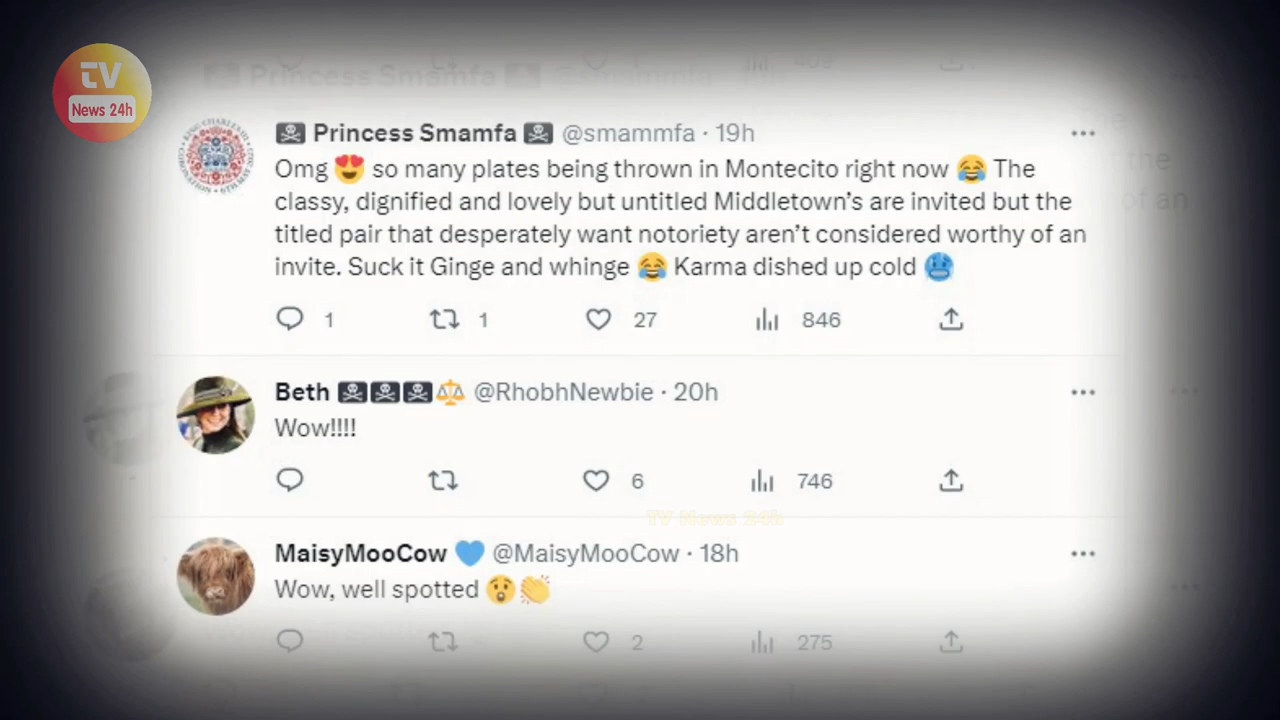 TV
News 24h
☠️ Princess Smamfa ☠️ @smammfa · 19h
Omg 😍 so many plates being thrown in Montecito right now 😂 The
classy, dignified and lovely but untitled Middletown’s are invited but the
titled pair that desperately want notoriety aren’t considered worthy of an
invite. Suck it Ginge and whinge 😂 Karma dished up cold 🥶
1 1 27 846
Beth ☠️☠️☠️⚖️ @RhobhNewbie · 20h
Wow!!!!
6 746
TV News 24h
MaisyMooCow 💙 @MaisyMooCow · 18h
Wow, well spotted 😲👏
2 275